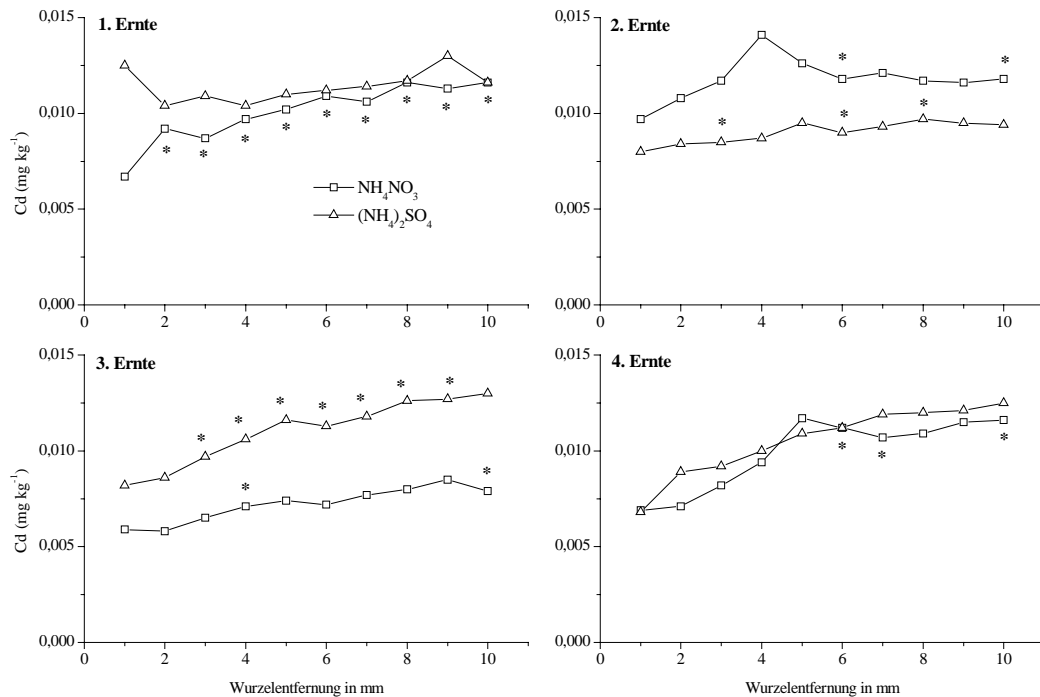 1. Ernte
0,015
0,010
0,005
0,000
Cd (mg kg⁻¹)
* * * * * * * * *
NH₄NO₃
(NH₄)₂SO₄
0 2 4 6 8 10
2. Ernte
0,015
0,010
0,005
0,000
* * * * *
0 2 4 6 8 10
3. Ernte
0,015
0,010
0,005
0,000
Cd (mg kg⁻¹)
* * * * * * * * *
0 2 4 6 8 10
Wurzelentfernung in mm
4. Ernte
0,015
0,010
0,005
0,000
* * *
0 2 4 6 8 10
Wurzelentfernung in mm